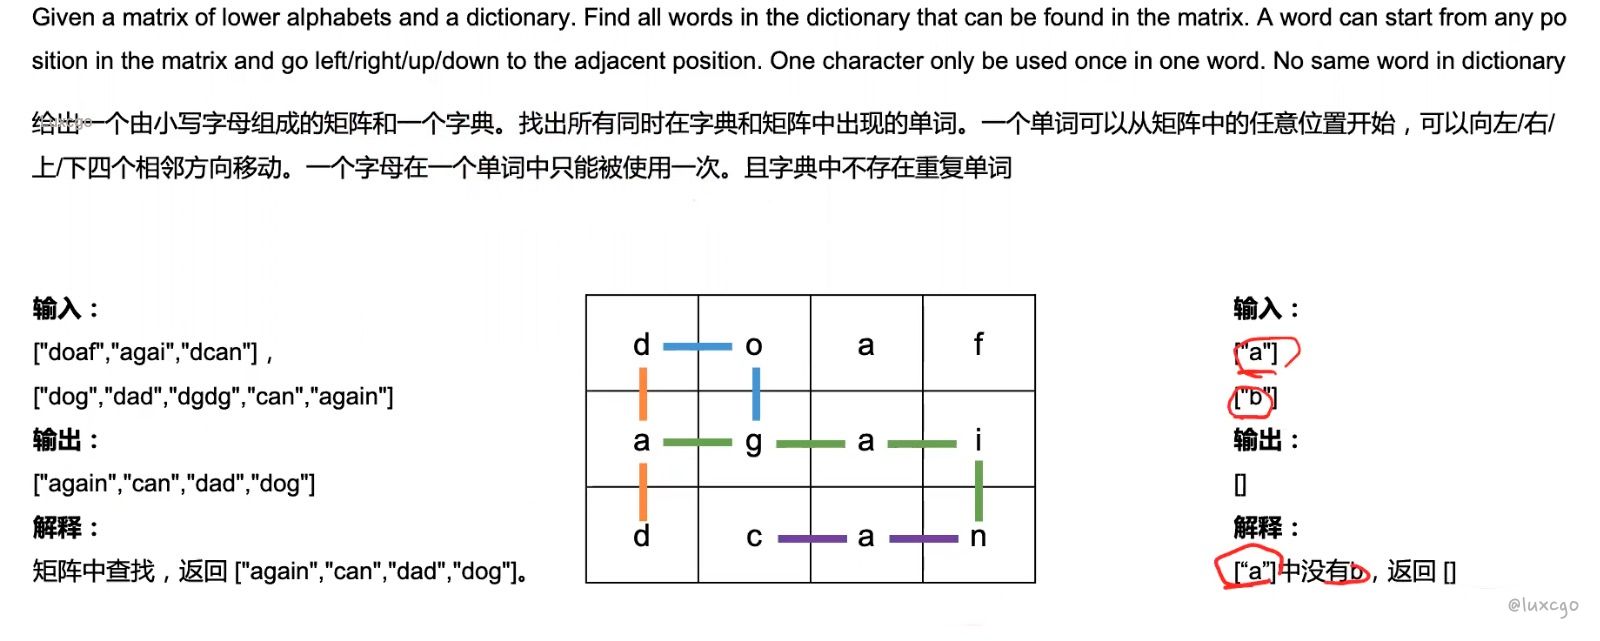 Given a matrix of lower alphabets and a dictionary. Find all words in the dictionary that can be found in the matrix. A word can start from any po
sition in the matrix and go left/right/up/down to the adjacent position. One character only be used once in one word. No same word in dictionary
给出一个由小写字母组成的矩阵和一个字典。找出所有同时在字典和矩阵中出现的单词。一个单词可以从矩阵中的任意位置开始，可以向左/右/
上/下四个相邻方向移动。一个字母在一个单词中只能被使用一次。且字典中不存在重复单词
输入：
["doaf","agai","dcan"]，
["dog","dad","dgdg","can","again"]
输出：
["again","can","dad","dog"]
解释：
矩阵中查找，返回 ["again","can","dad","dog"]。
d o a f
a g a i
d c a n
输入：
["a"]
["b"]
输出：
[]
解释：
["a"]中没有b，返回 []
@luxcgo